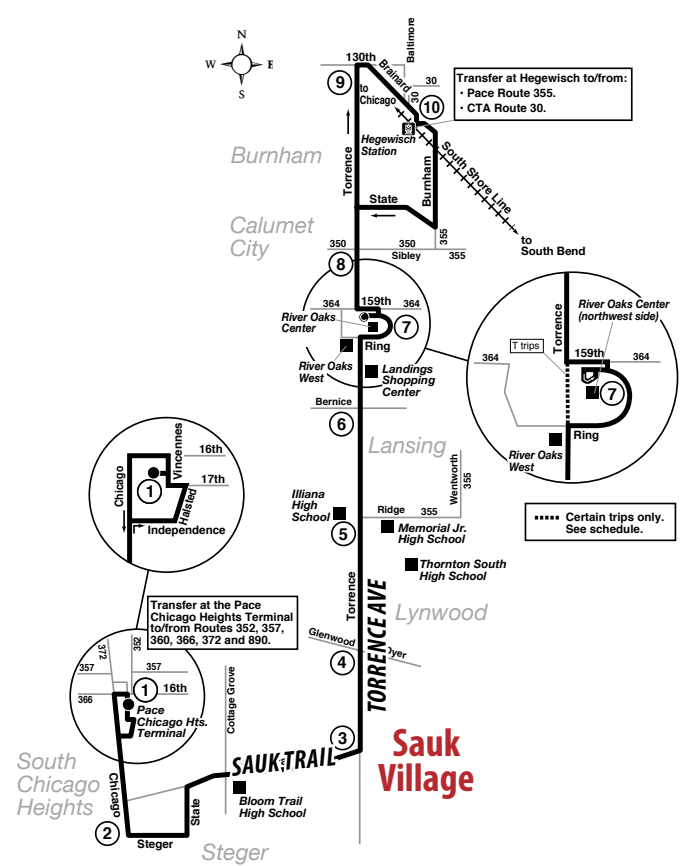 N
W
E
S
130th
Baltimore
Brainard
30
30
9
10
to
Chicago
Transfer at Hegewisch to/from:
· Pace Route 355.
· CTA Route 30.
Hegewisch
Station
South Shore Line
Burnham
Torrence
Burnham
State
Calumet
City
355
to
South Bend
350
350
Sibley
355
8
364
159th
364
River Oaks
Center
7
Ring
River Oaks
West
Landings
Shopping
Center
Torrence
River Oaks Center
(northwest side)
T trips
159th
364
364
7
Ring
River Oaks
West
Bernice
6
Lansing
Chicago
Vincennes
16th
1
17th
Halsted
Independence
Illiana
High
School
Wentworth
355
Ridge
355
5
Memorial Jr.
High School
Certain trips only.
See schedule.
Thornton South
High School
Torrence
TORRENCE AVE
Lynwood
Transfer at the Pace
Chicago Heights Terminal
to/from Routes 352, 357,
360, 366, 372 and 890.
Glenwood
Dyer
4
372
352
357
357
1
16th
366
Pace
Chicago Hts.
Terminal
Cottage Grove
3
SAUK TRAIL
Sauk
Village
South
Chicago
Heights
Chicago
State
Bloom Trail
High School
2
Steger
Steger